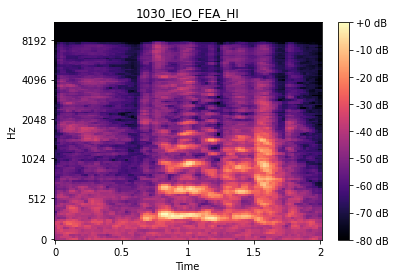 1030_IEO_FEA_HI
+0 dB
8192
-10 dB
4096
-20 dB
-30 dB
2048
Hz
-40 dB
1024
-50 dB
512
-60 dB
-70 dB
0
-80 dB
0
0.5
1
1.5
2
Time